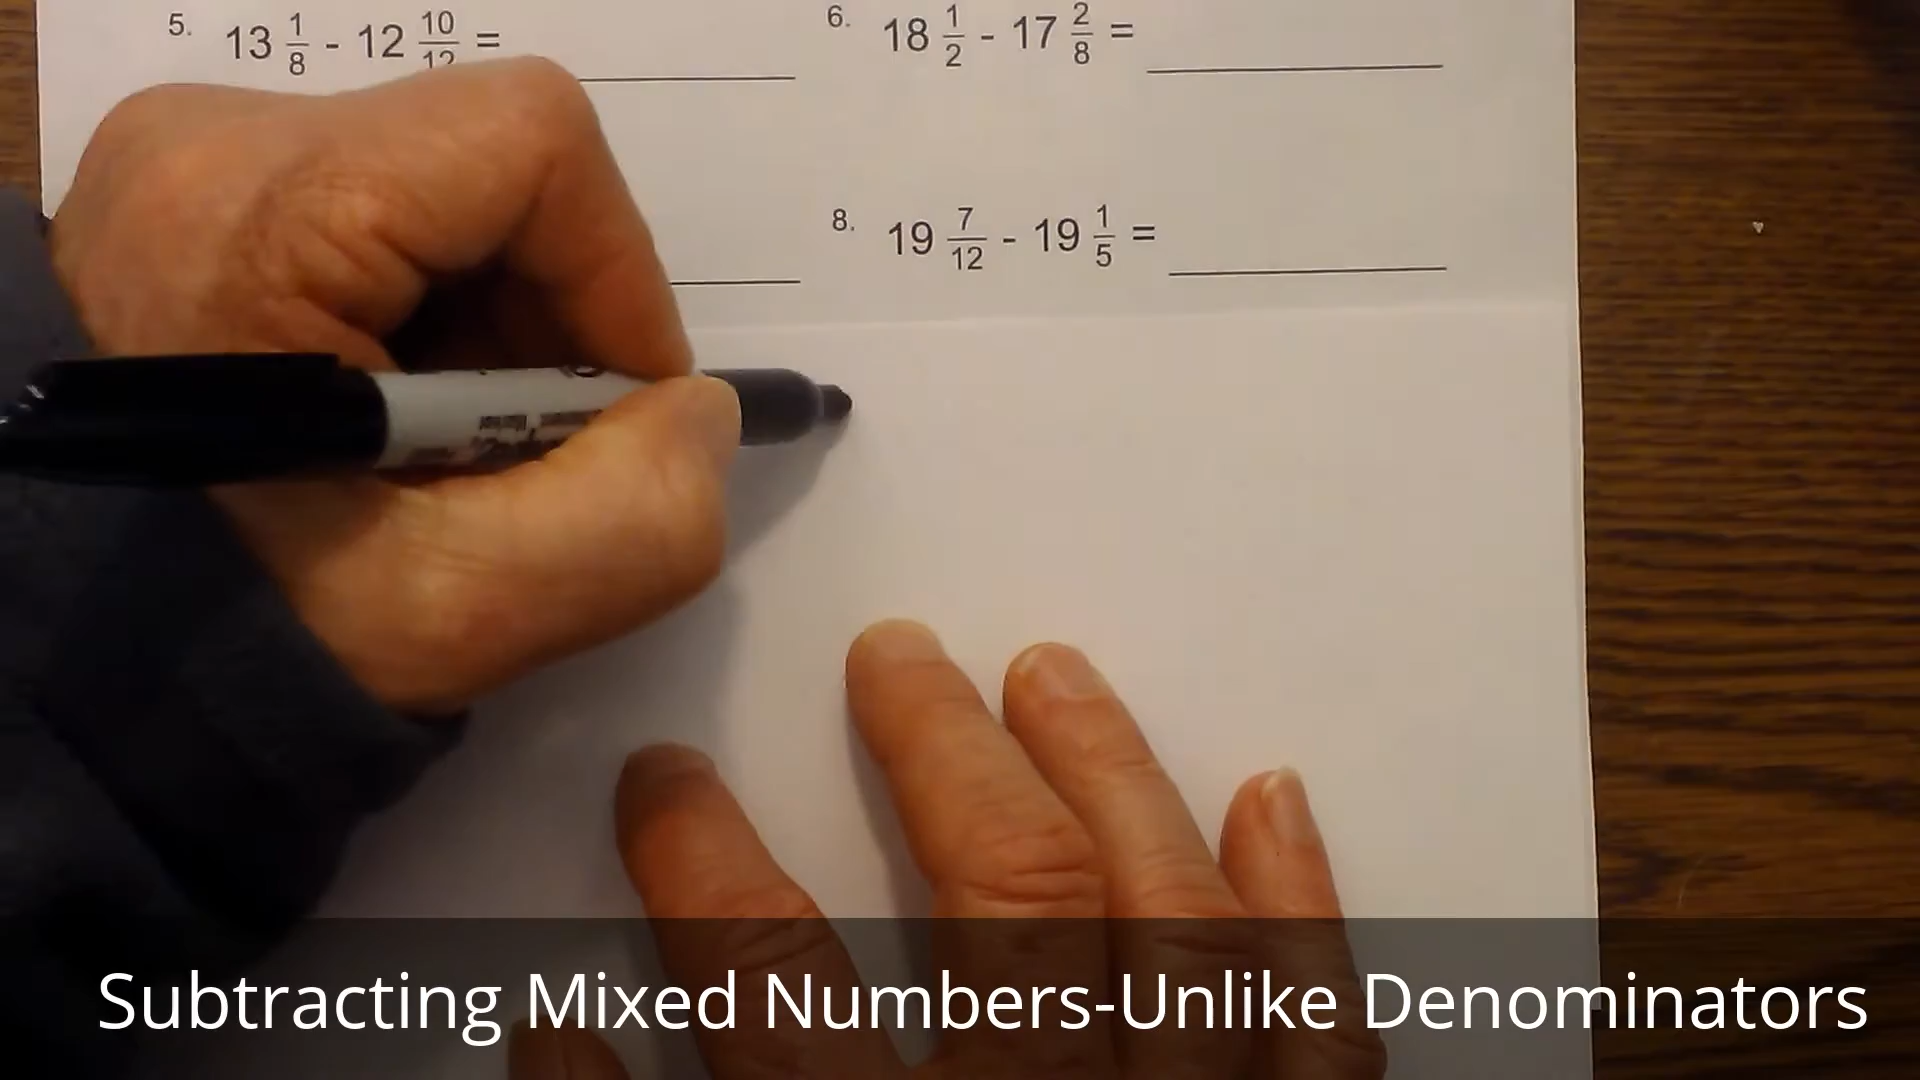 5. 13 1/8 - 12 10/12 =
6. 18 1/2 - 17 2/8 =
8. 19 7/12 - 19 1/5 =
Subtracting Mixed Numbers-Unlike Denominators